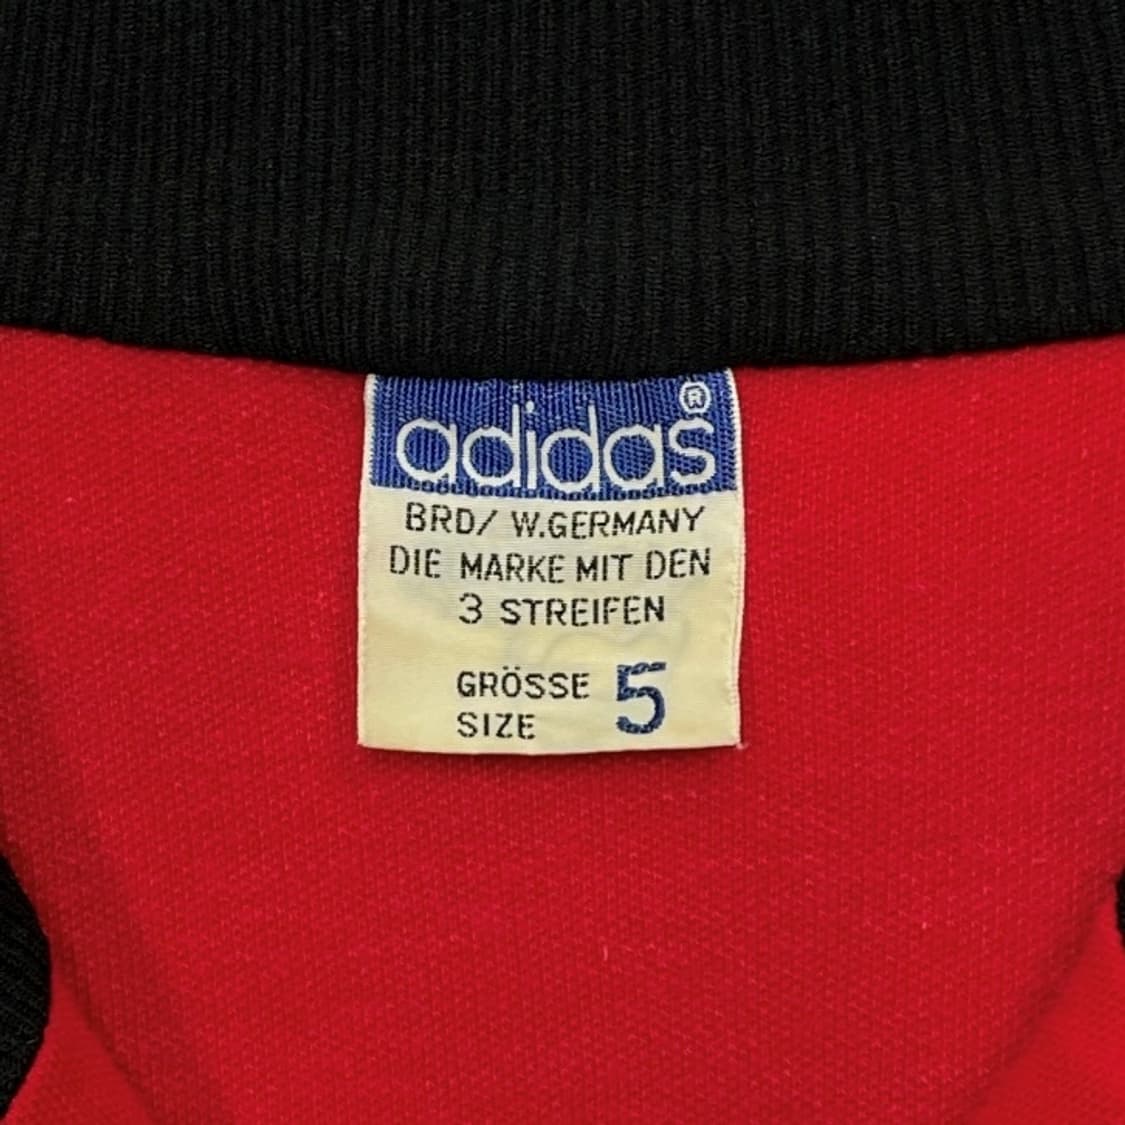 adidas®
BRD/ W.GERMANY
DIE MARKE MIT DEN
3 STREIFEN
GRÖSSE 5
SIZE